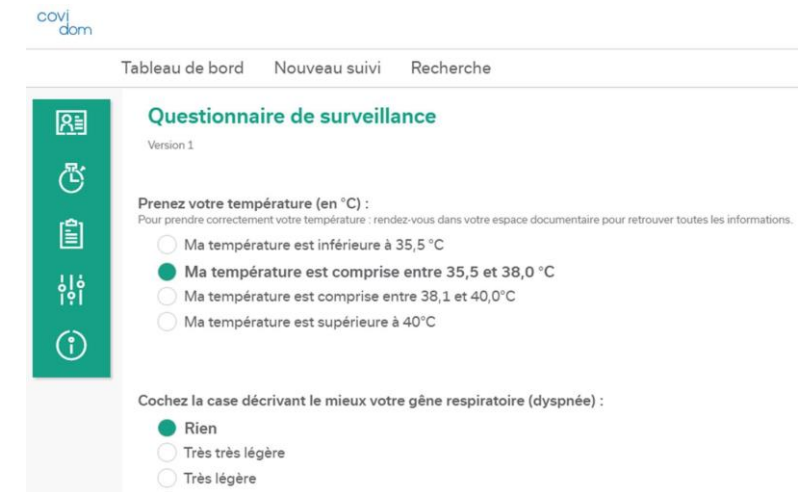 covi
dom
Tableau de bord Nouveau suivi Recherche
Questionnaire de surveillance
Version 1
Prenez votre température (en °C) :
Pour prendre correctement votre température : rendez-vous dans votre espace documentaire pour retrouver toutes les informations.
Ma température est inférieure à 35,5 °C
Ma température est comprise entre 35,5 et 38,0 °C
Ma température est comprise entre 38,1 et 40,0°C
Ma température est supérieure à 40°C
Cochez la case décrivant le mieux votre gêne respiratoire (dyspnée) :
Rien
Très très légère
Très légère